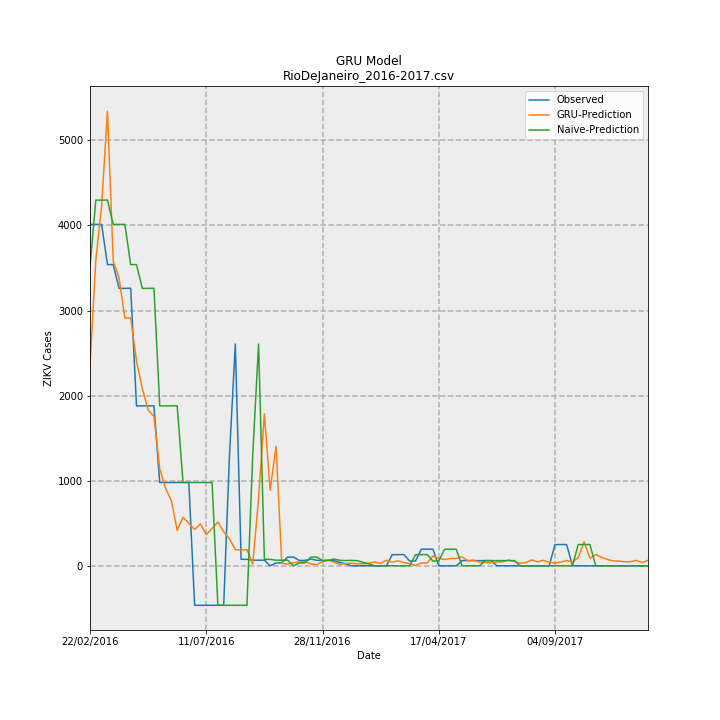 GRU Model
RioDeJaneiro_2016-2017.csv
Observed
GRU-Prediction
Naive-Prediction
5000
4000
3000
2000
1000
0
ZIKV Cases
22/02/2016
11/07/2016
28/11/2016
17/04/2017
04/09/2017
Date